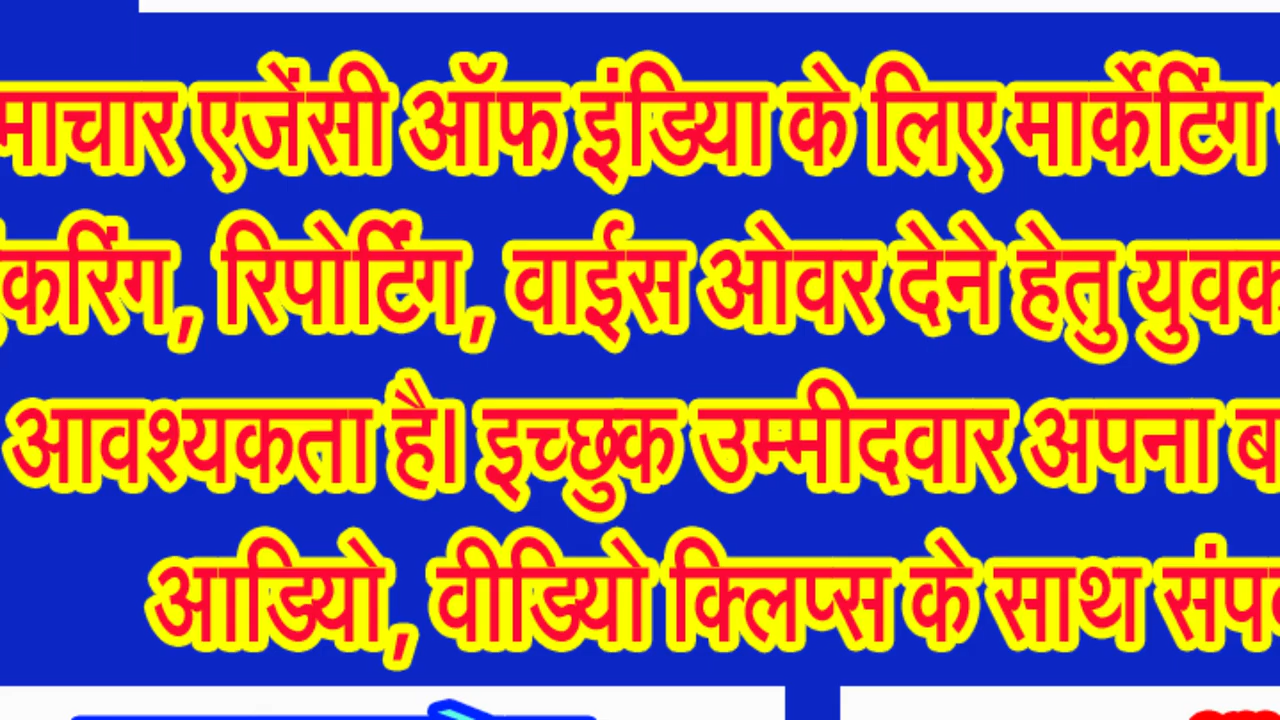 माचार एजेंसी ऑफ इंडिया के लिए मार्केटिंग
करिंग, रिपोर्टिंग, वाईस ओवर देने हेतु युवक
आवश्यकता है। इच्छुक उम्मीदवार अपना ब
आडियो, वीडियो क्लिप्स के साथ संप